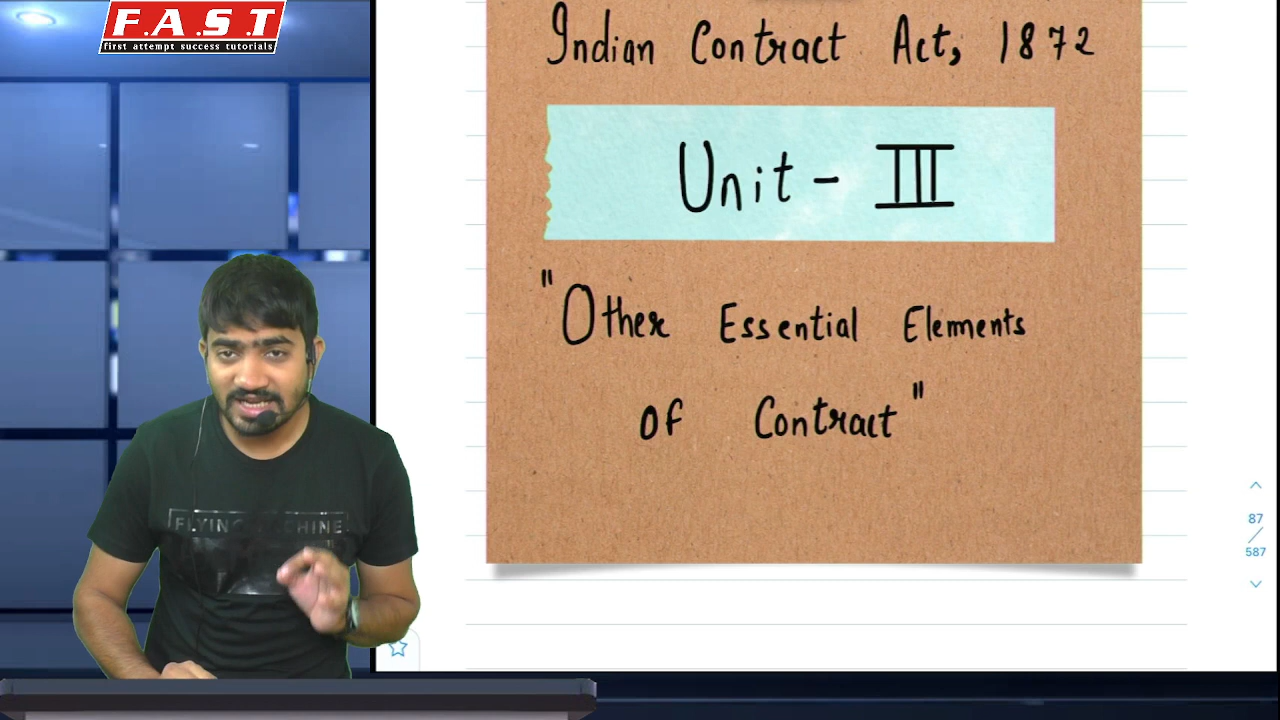 F.A.S.T
First attempt success tutorials
Indian Contract Act, 1872
Unit - III
"Other Essential Elements
of Contract"
87
587